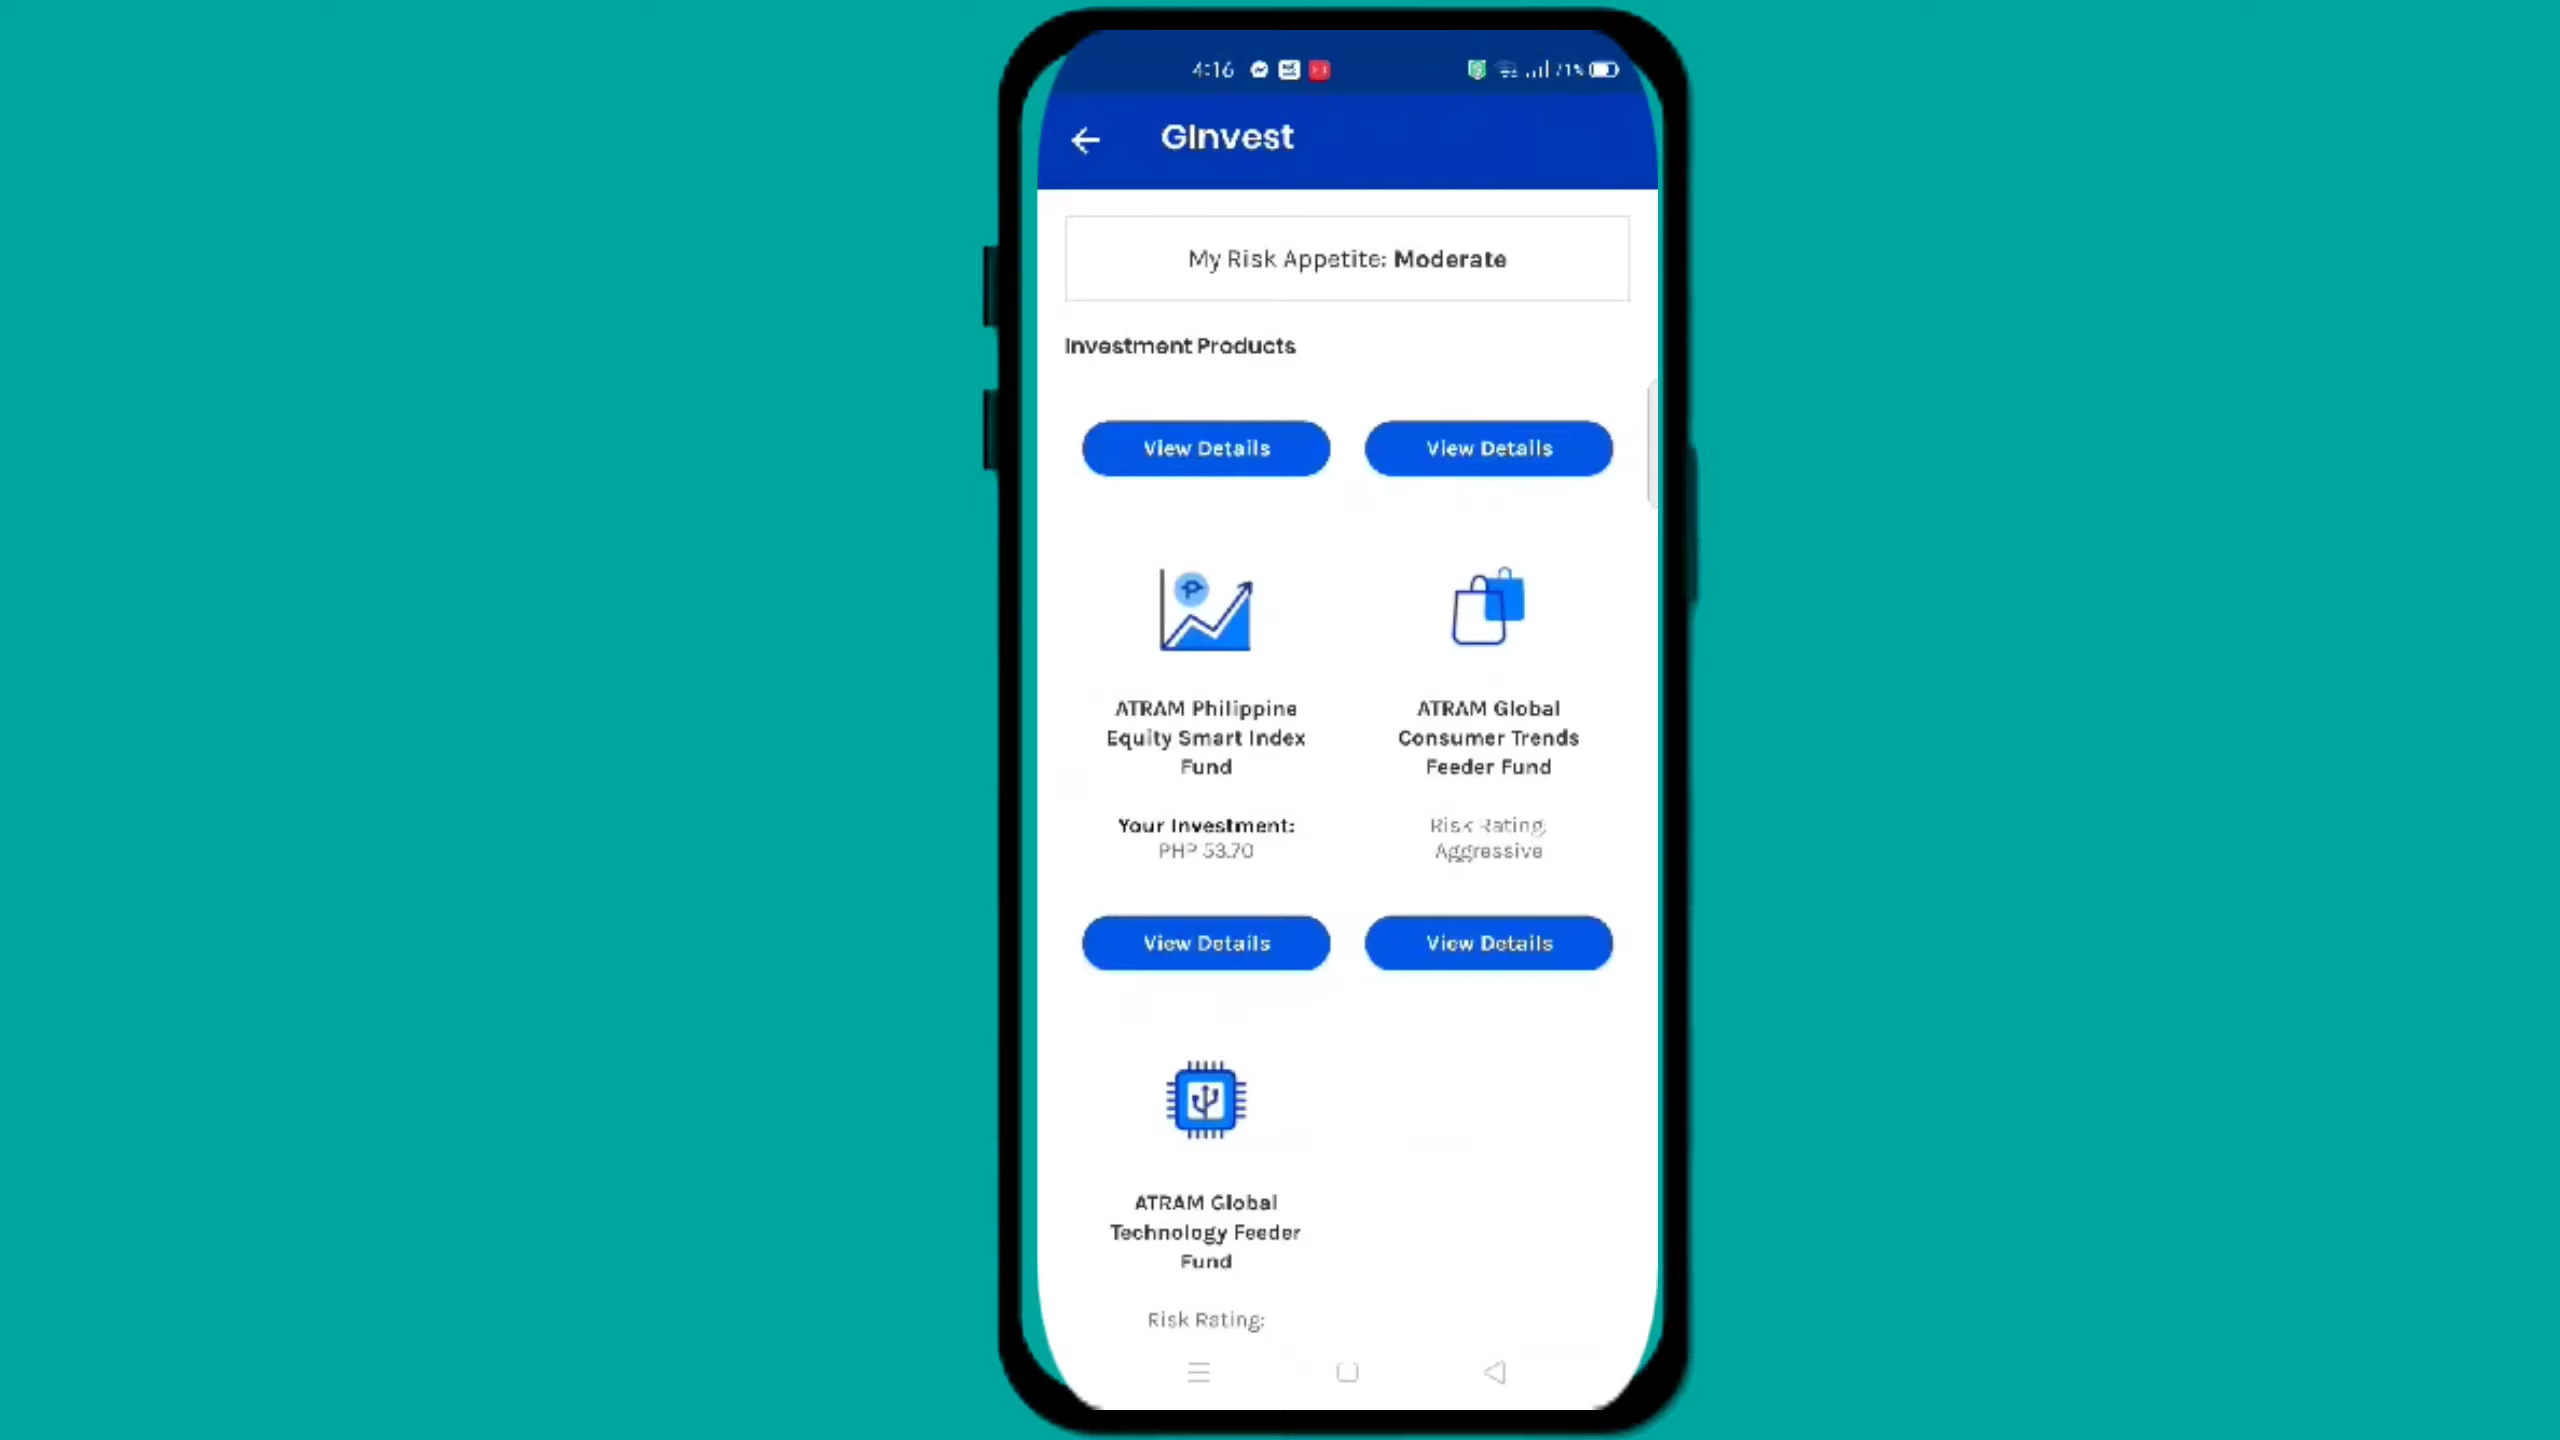 4:16
71%
GInvest
My Risk Appetite: Moderate
Investment Products
View Details
View Details
ATRAM Philippine
Equity Smart Index
Fund
ATRAM Global
Consumer Trends
Feeder Fund
Your Investment:
PHP 53.70
Risk Rating:
Aggressive
View Details
View Details
ATRAM Global
Technology Feeder
Fund
Risk Rating: